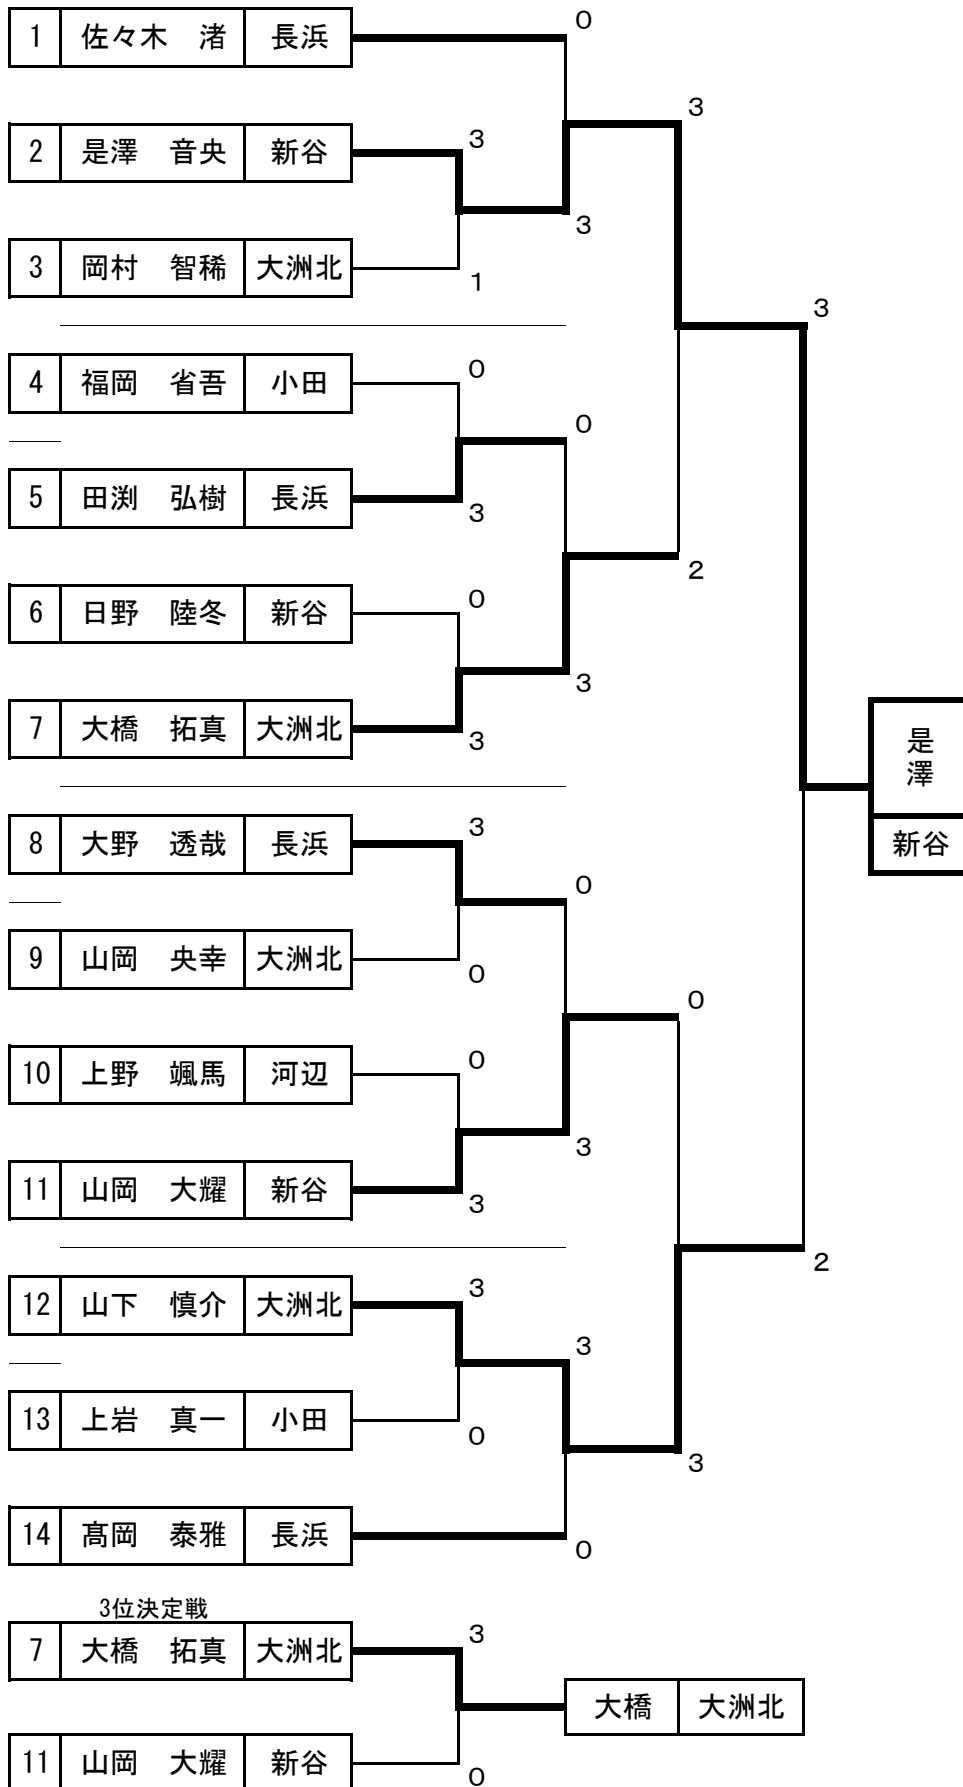 1 佐々木 渚 長浜
0
3
2 是澤 音央 新谷
3
3
3 岡村 智稀 大洲北
1
3
4 福岡 省吾 小田
0
0
5 田渕 弘樹 長浜
3
2
6 日野 陸冬 新谷
0
3
7 大橋 拓真 大洲北
3
是澤
新谷
8 大野 透哉 長浜
3
0
9 山岡 央幸 大洲北
0
0
10 上野 颯馬 河辺
0
3
11 山岡 大耀 新谷
3
2
12 山下 慎介 大洲北
3
3
13 上岩 真一 小田
0
3
14 髙岡 泰雅 長浜
0
3位決定戦
7 大橋 拓真 大洲北
3
大橋 大洲北
11 山岡 大耀 新谷
0